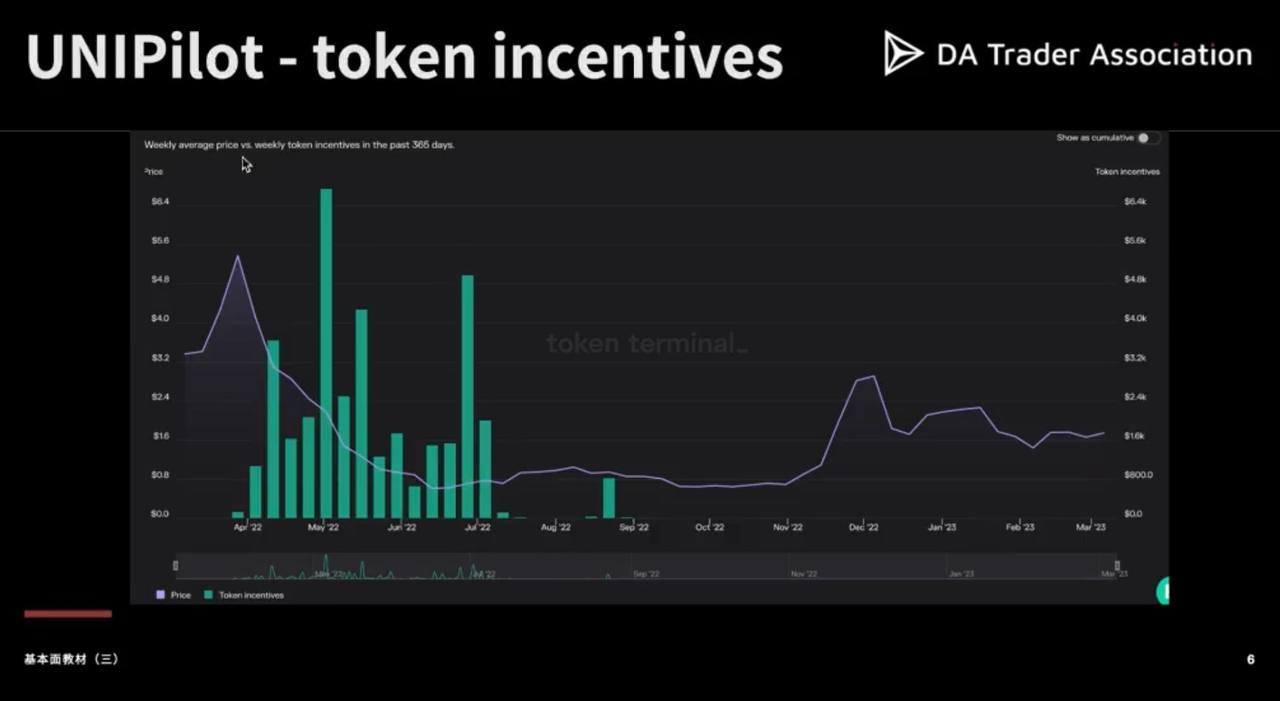 UNIPilot - token incentives
DA Trader Association
Weekly average price vs. weekly token incentives in the past 365 days.
Show as cumulative
Price
Token incentives
$6.4
$6.4k
$5.6
$5.6k
$4.8
$4.8k
$4.0
$4.0k
token terminal_
$3.2
$3.2k
$2.4
$2.4k
$1.6
$1.6k
$0.8
$800.0
$0.0
$0.0
Apr '22 May '22 Jun '22 Jul '22 Aug '22 Sep '22 Oct '22 Nov '22 Dec '22 Jan '23 Feb '23 Mar '23
Sep '22 Nov '22 Jan '23 Mar '23
Price Token incentives
基本面教材（三）
6